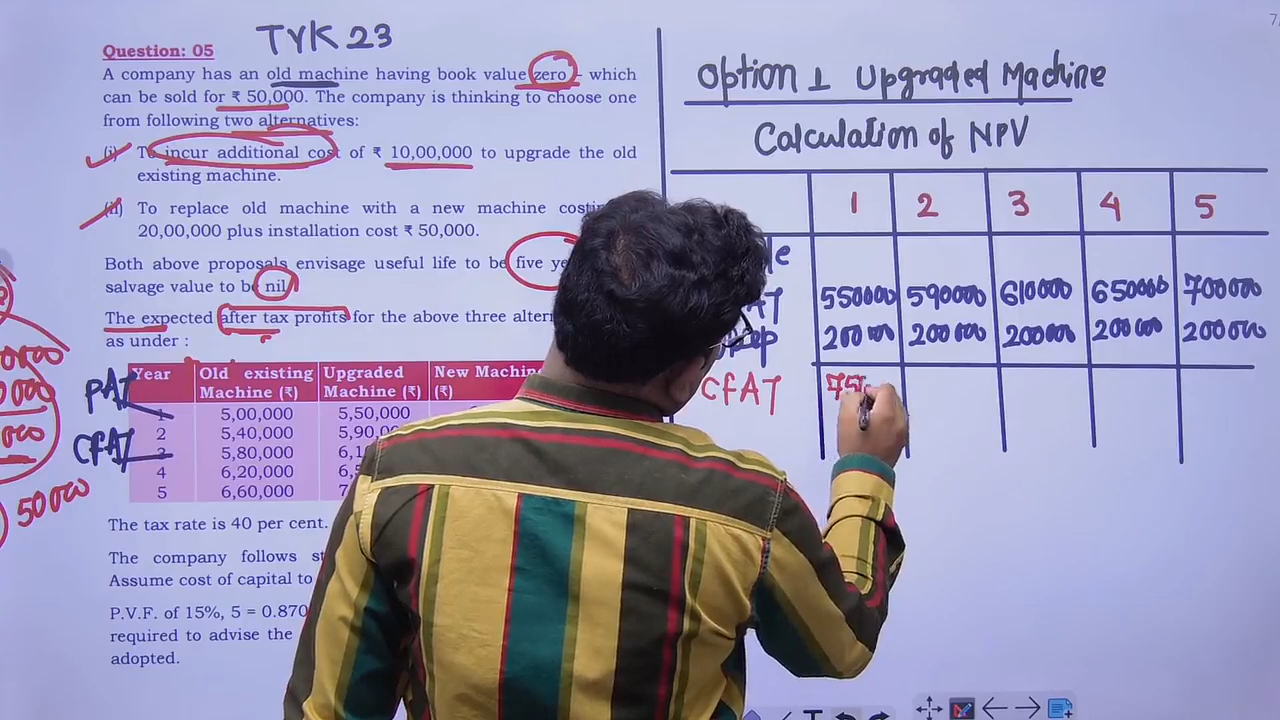 TYK 23
Question: 05
A company has an old machine having book value zero - which
can be sold for ₹ 50,000. The company is thinking to choose one
from following two alternatives:
(i) To incur additional cost of ₹ 10,00,000 to upgrade the old
existing machine.
(ii) To replace old machine with a new machine
20,00,000 plus installation cost ₹ 50,000.
Both above proposals envisage useful life to be five
salvage value to be nil
The expected after tax profits for the above three
as under :
PAT
CFAT
Year Old existing Machine (₹) Upgraded Machine (₹) New Machine (₹)
1 5,00,000 5,50,000
2 5,40,000
3 5,80,000
4 6,20,000
5 6,60,000
50000
The tax rate is 40 per cent.
The company follows
Assume cost of capital to
P.V.F. of 15%, 5 = 0.870
required to advise the
adopted.
Option 1 Upgraded Machine
Calculation of NPV
1 2 3 4 5
550000 590000 610000 650000 700000
200000 200000 200000 200000 200000
CFAT 75